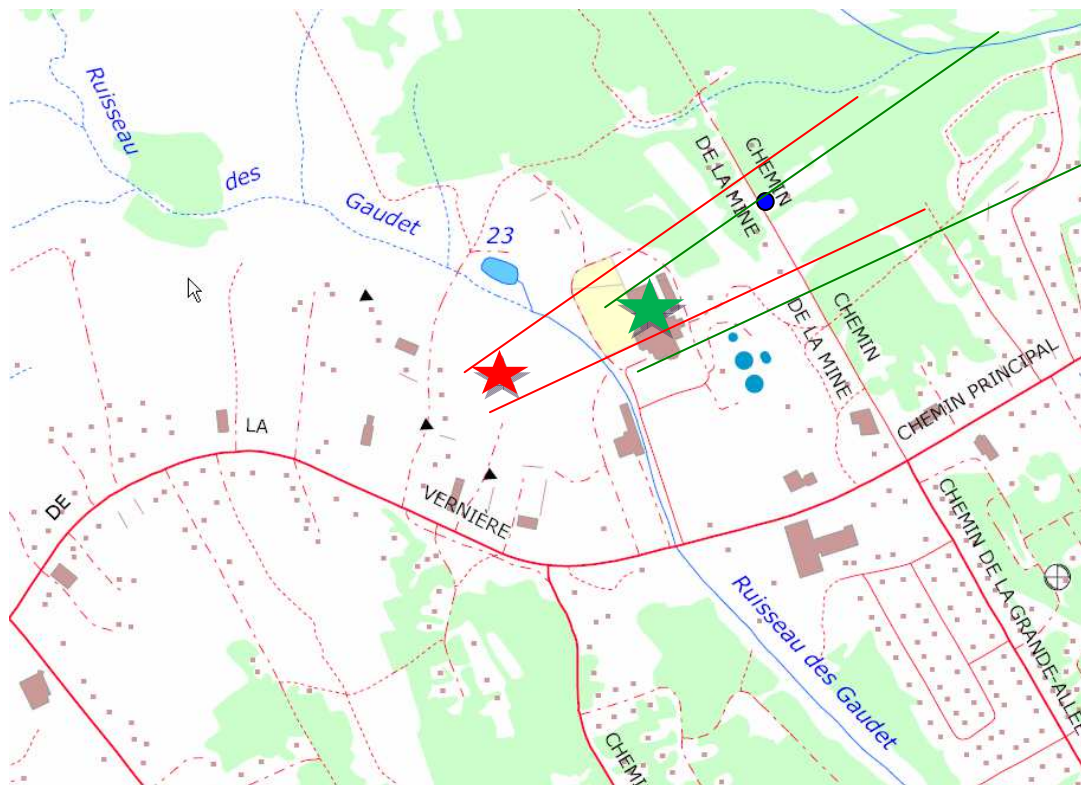 Ruisseau
des
Gaudet
23
CHEMIN
DE LA MINE
CHEMIN
DE LA MINE
CHEMIN PRINCIPAL
LA
DE
VERNIÈRE
CHEMIN DE LA GRANDE-ALLÉE
Ruisseau des Gaudet
CHEMIN